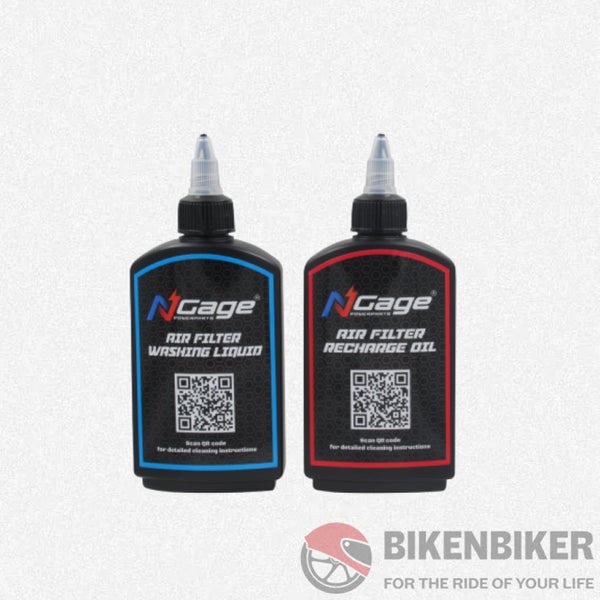 NGage®
POWERPARTS
AIR FILTER
WASHING LIQUID
Scan QR code
for detailed cleaning instructions
NGage®
POWERPARTS
AIR FILTER
RECHARGE OIL
Scan QR code
for detailed cleaning instructions
BIKENBIKER
FOR THE RIDE OF YOUR LIFE